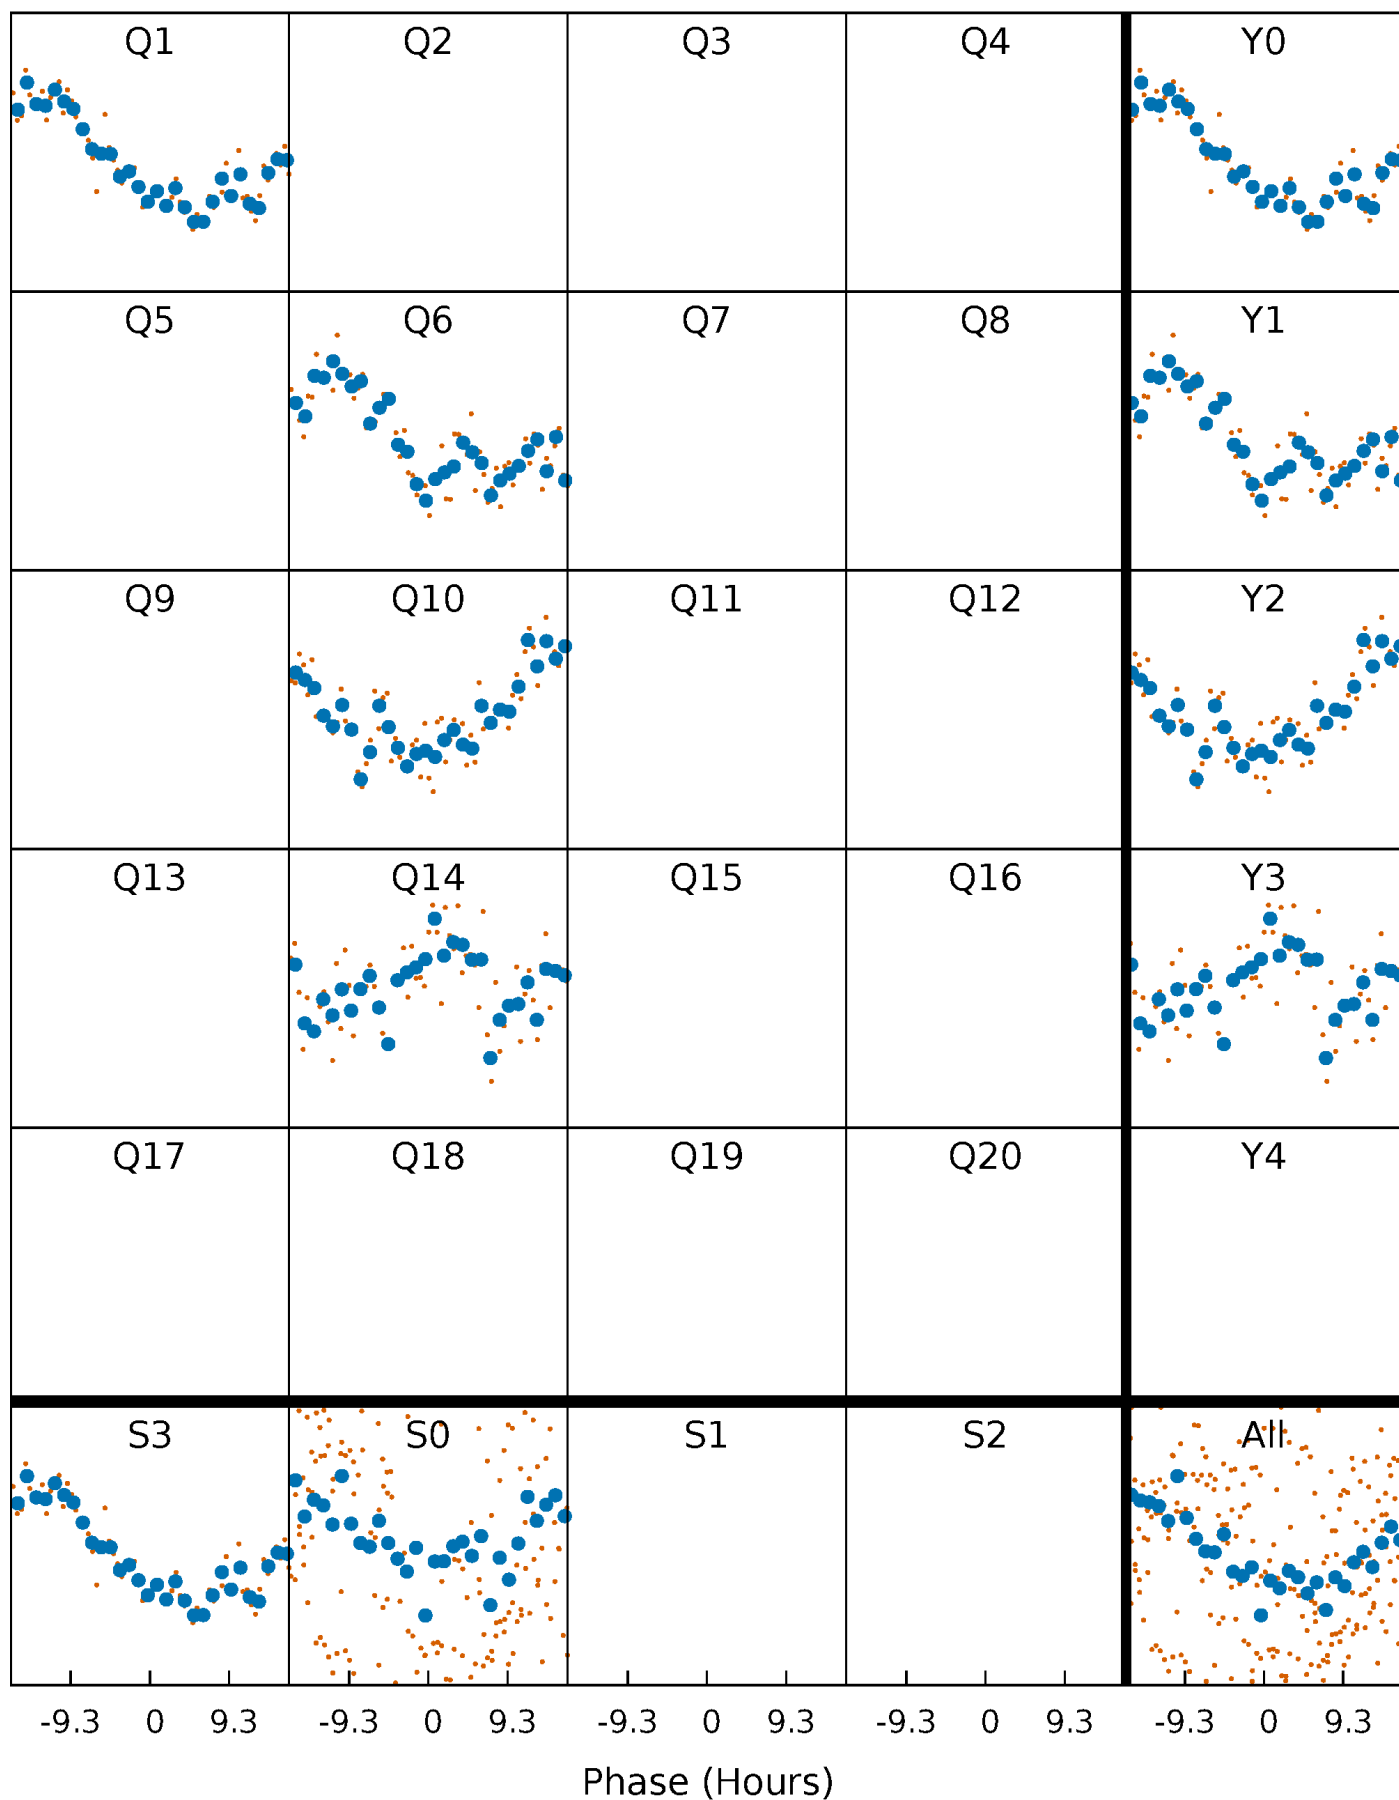 Q1 Q2 Q3 Q4 Y0
Q5 Q6 Q7 Q8 Y1
Q9 Q10 Q11 Q12 Y2
Q13 Q14 Q15 Q16 Y3
Q17 Q18 Q19 Q20 Y4
S3 S0 S1 S2 All
-9.3 0 9.3 -9.3 0 9.3 -9.3 0 9.3 -9.3 0 9.3 -9.3 0 9.3
Phase (Hours)